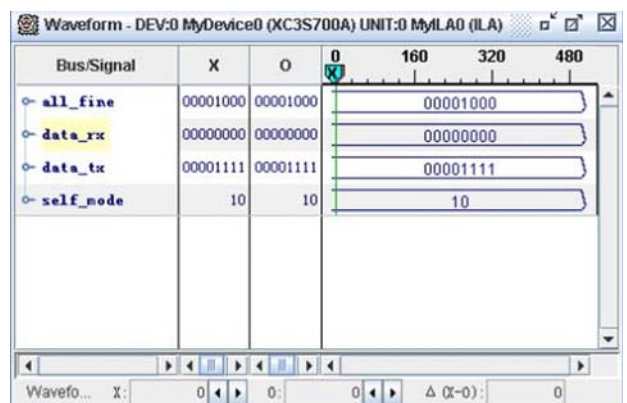 Waveform - DEV:0 MyDevice0 (XC3S700A) UNIT:0 MyILA0 (ILA)
Bus/Signal X O 0 160 320 480
X
all_fine 00001000 00001000 00001000
data_rx 00000000 00000000 00000000
data_tx 00001111 00001111 00001111
self_mode 10 10 10
Wavefo... X: 0 O: 0 Δ (X-O): 0